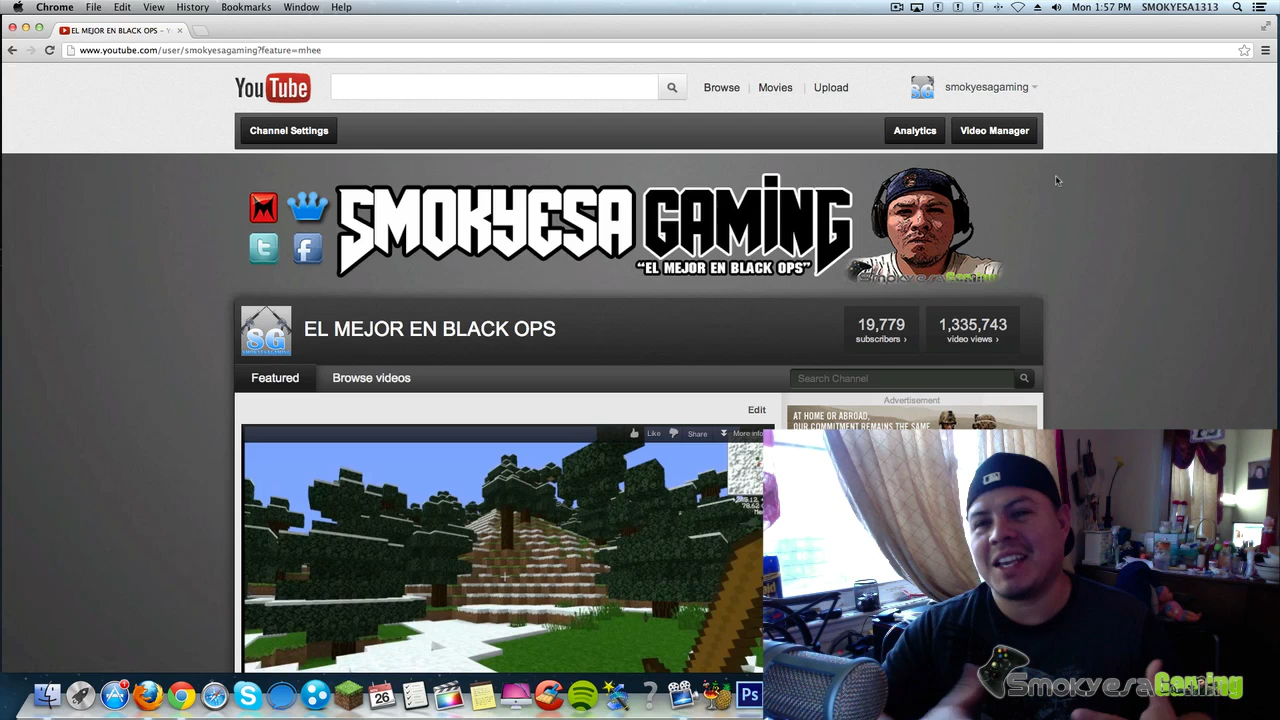 Chrome File Edit View History Bookmarks Window Help Mon 1:57 PM SMOKYESA1313
EL MEJOR EN BLACK OPS - Y
www.youtube.com/user/smokyesagaming?feature=mhee
YouTube Browse Movies Upload smokyesagaming
Channel Settings Analytics Video Manager
SMOKYESA GAMING
"EL MEJOR EN BLACK OPS"
SmokyesaGaming
EL MEJOR EN BLACK OPS
SG
19,779 1,335,743
subscribers › video views ›
Featured Browse videos Search Channel
Advertisement
Edit
AT HOME OR ABROAD,
OUR COMMITMENT REMAINS THE SAME.
Like Share More info
26
Ps
SmokyesaGaming